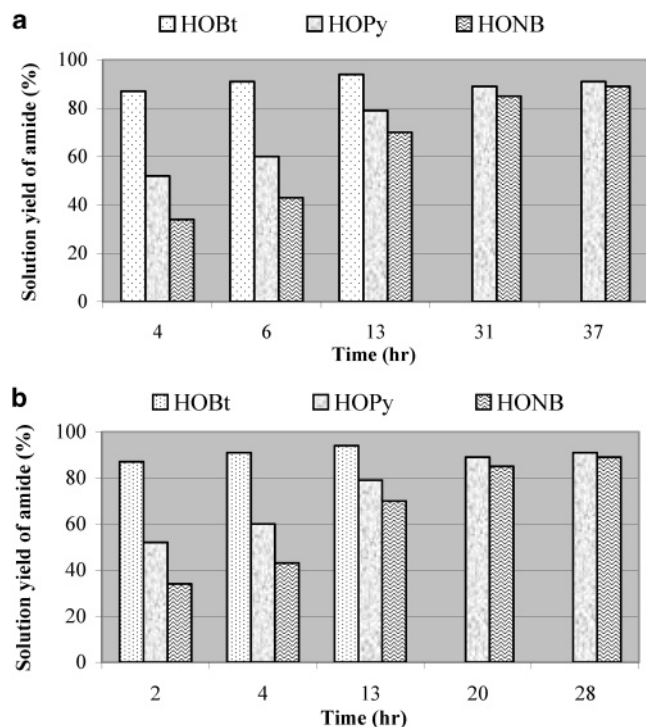 a
HOBt HOPy HONB
Solution yield of amide (%)
100
80
60
40
20
0
4 6 13 31 37
Time (hr)
b
HOBt HOPy HONB
Solution yield of amide (%)
100
80
60
40
20
0
2 4 13 20 28
Time (hr)